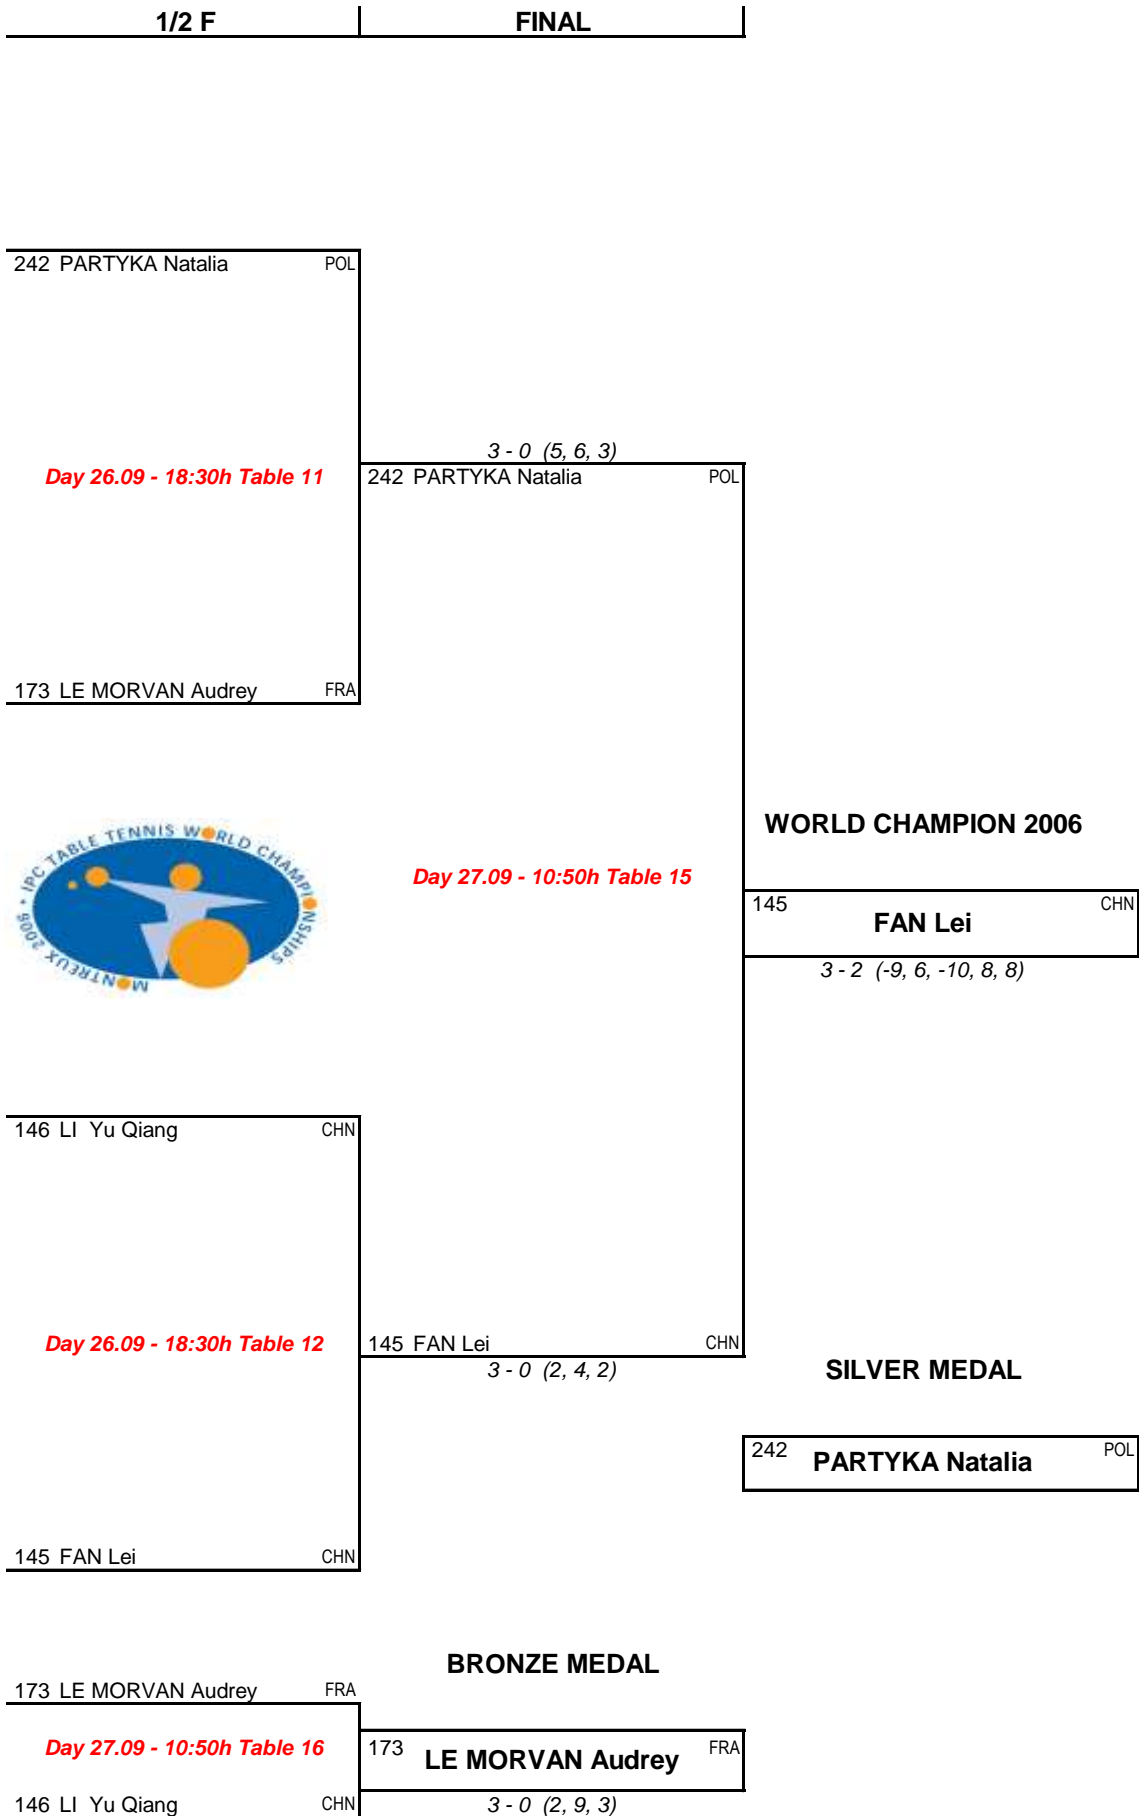 1/2 F FINAL
242 PARTYKA Natalia POL
3 - 0 (5, 6, 3)
Day 26.09 - 18:30h Table 11
242 PARTYKA Natalia POL
173 LE MORVAN Audrey FRA
WORLD CHAMPION 2006
IPC TABLE TENNIS WORLD CHAMPIONSHIPS
MONTREUX 2006
Day 27.09 - 10:50h Table 15
145 FAN Lei CHN
3 - 2 (-9, 6, -10, 8, 8)
146 LI Yu Qiang CHN
Day 26.09 - 18:30h Table 12
145 FAN Lei CHN
3 - 0 (2, 4, 2)
SILVER MEDAL
242 PARTYKA Natalia POL
145 FAN Lei CHN
BRONZE MEDAL
173 LE MORVAN Audrey FRA
Day 27.09 - 10:50h Table 16
173 LE MORVAN Audrey FRA
146 LI Yu Qiang CHN
3 - 0 (2, 9, 3)